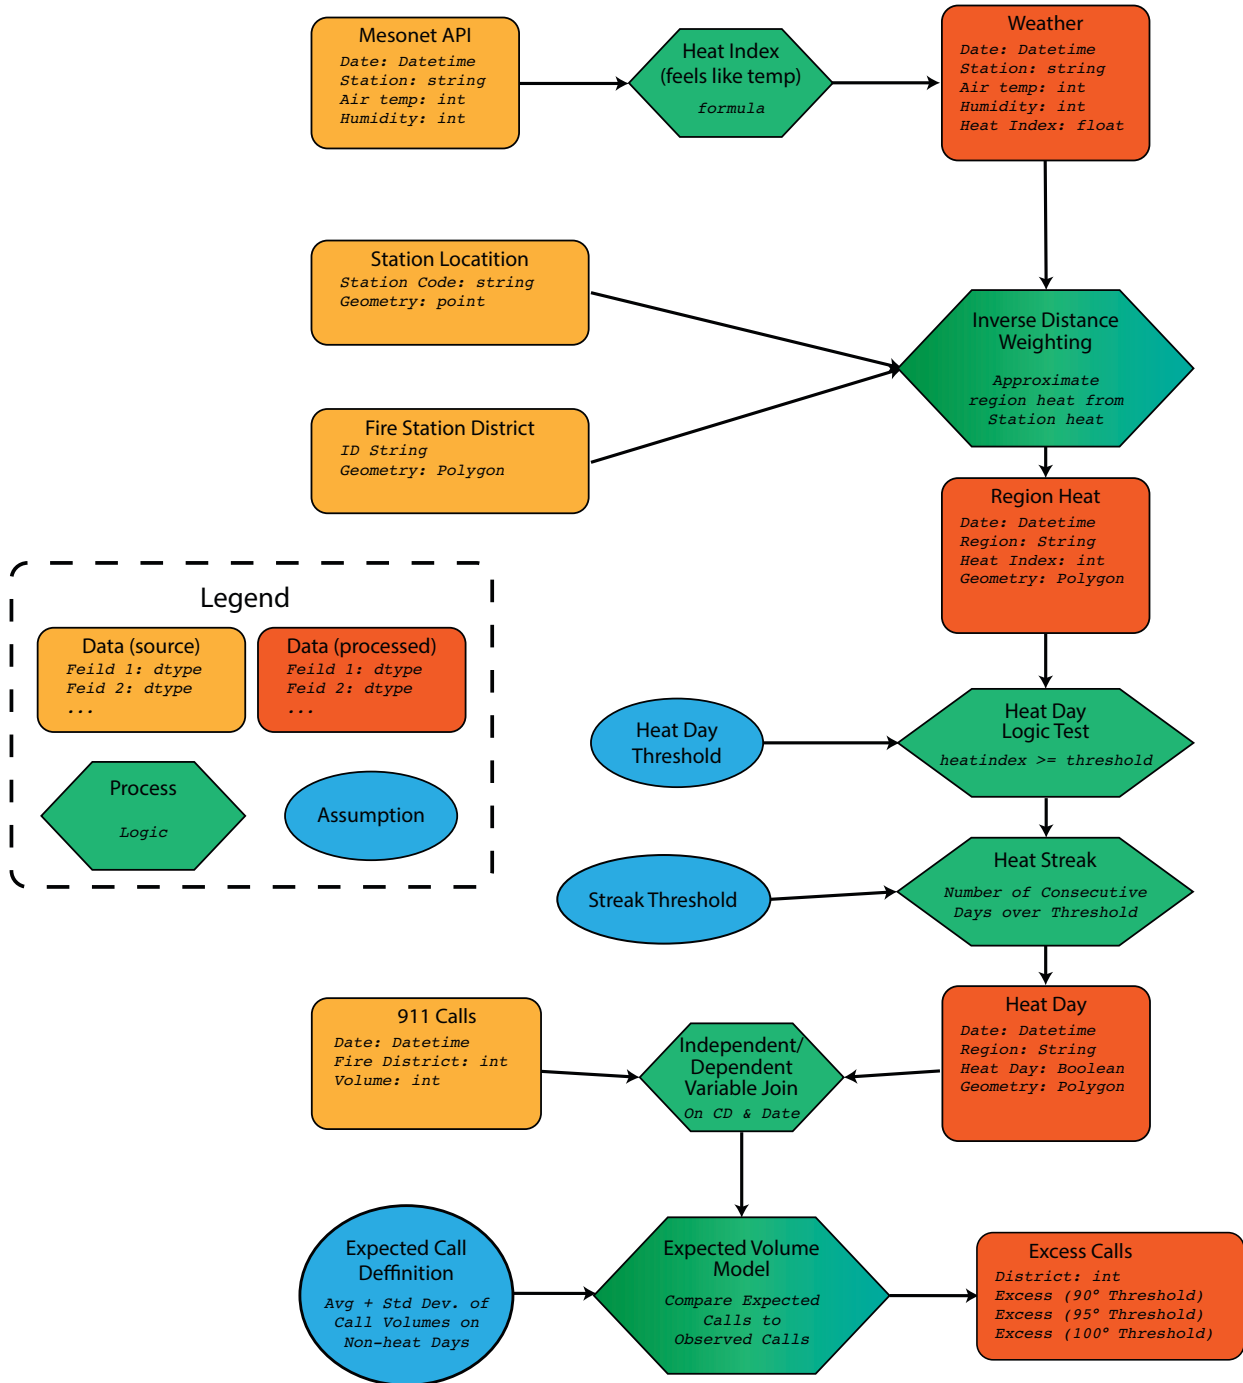 Mesonet API
Date: Datetime
Station: string
Air temp: int
Humidity: int
Heat Index
(feels like temp)
formula
Weather
Date: Datetime
Station: string
Air temp: int
Humidity: int
Heat Index: float
Station Locatition
Station Code: string
Geometry: point
Inverse Distance
Weighting
Approximate
region heat from
Station heat
Fire Station District
ID String
Geometry: Polygon
Region Heat
Date: Datetime
Region: String
Heat Index: int
Geometry: Polygon
Legend
Data (source)
Feild 1: dtype
Feid 2: dtype
...
Data (processed)
Feild 1: dtype
Feid 2: dtype
...
Process
Logic
Assumption
Heat Day
Threshold
Heat Day
Logic Test
heatindex >= threshold
Streak Threshold
Heat Streak
Number of Consecutive
Days over Threshold
911 Calls
Date: Datetime
Fire District: int
Volume: int
Independent/
Dependent
Variable Join
On CD & Date
Heat Day
Date: Datetime
Region: String
Heat Day: Boolean
Geometry: Polygon
Expected Call
Deffinition
Avg + Std Dev. of
Call Volumes on
Non-heat Days
Expected Volume
Model
Compare Expected
Calls to
Observed Calls
Excess Calls
District: int
Excess (90° Threshold)
Excess (95° Threshold)
Excess (100° Threshold)